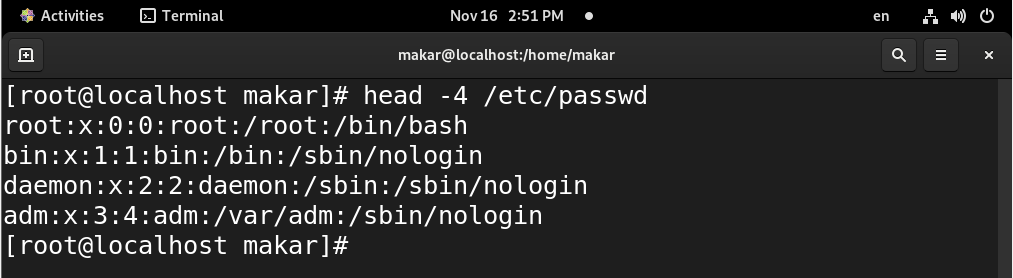 Activities Terminal Nov 16 2:51 PM en
makar@localhost:/home/makar
[root@localhost makar]# head -4 /etc/passwd
root:x:0:0:root:/root:/bin/bash
bin:x:1:1:bin:/bin:/sbin/nologin
daemon:x:2:2:daemon:/sbin:/sbin/nologin
adm:x:3:4:adm:/var/adm:/sbin/nologin
[root@localhost makar]#